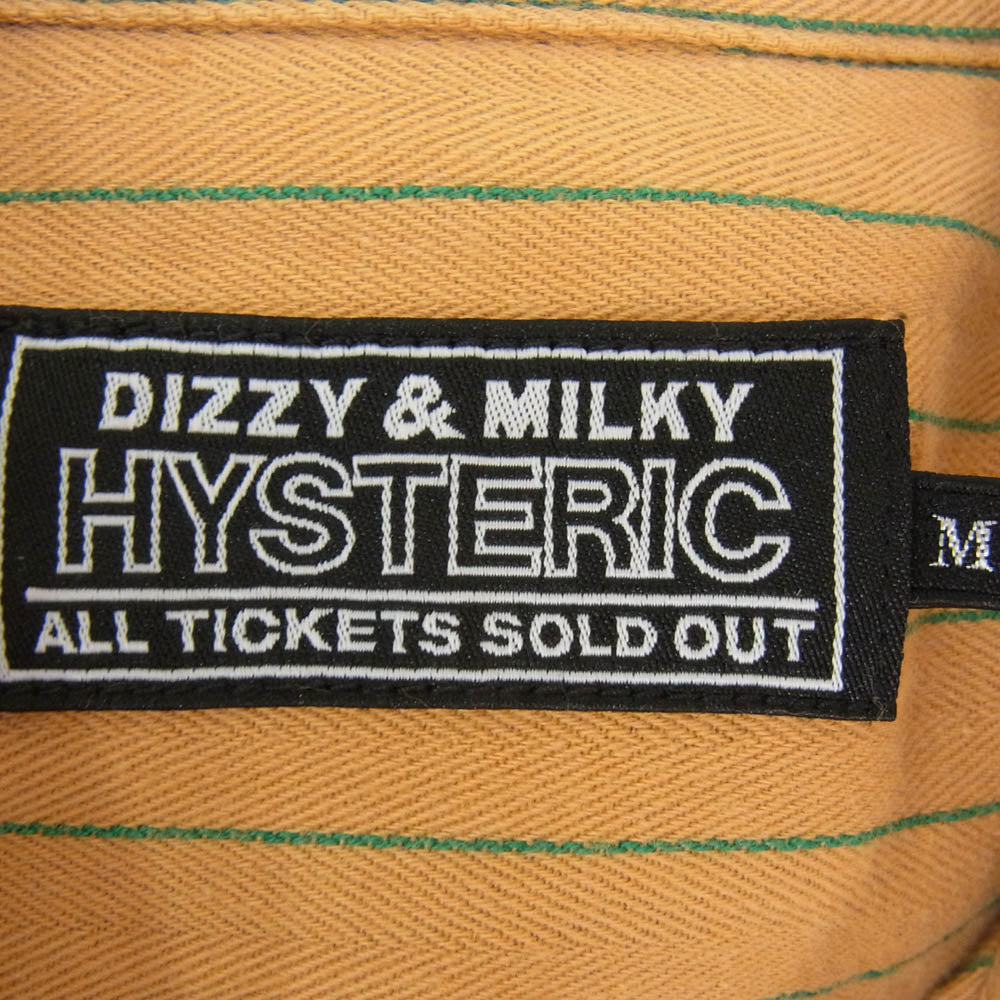 DIZZY & MILKY
HYSTERIC
ALL TICKETS SOLD OUT
M